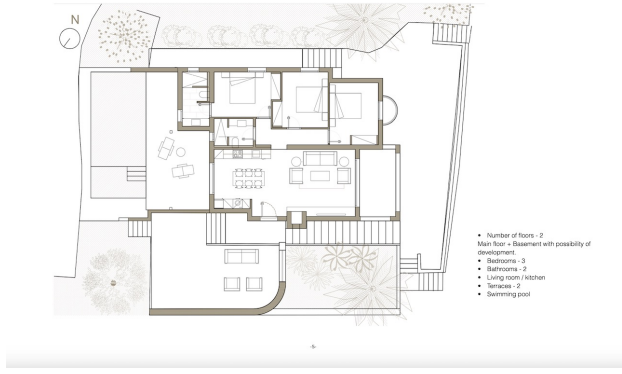 N
• Number of floors - 2
Main floor + Basement with possibility of
development.
• Bedrooms - 3
• Bathrooms - 2
• Living room / kitchen
• Terraces - 2
• Swimming pool